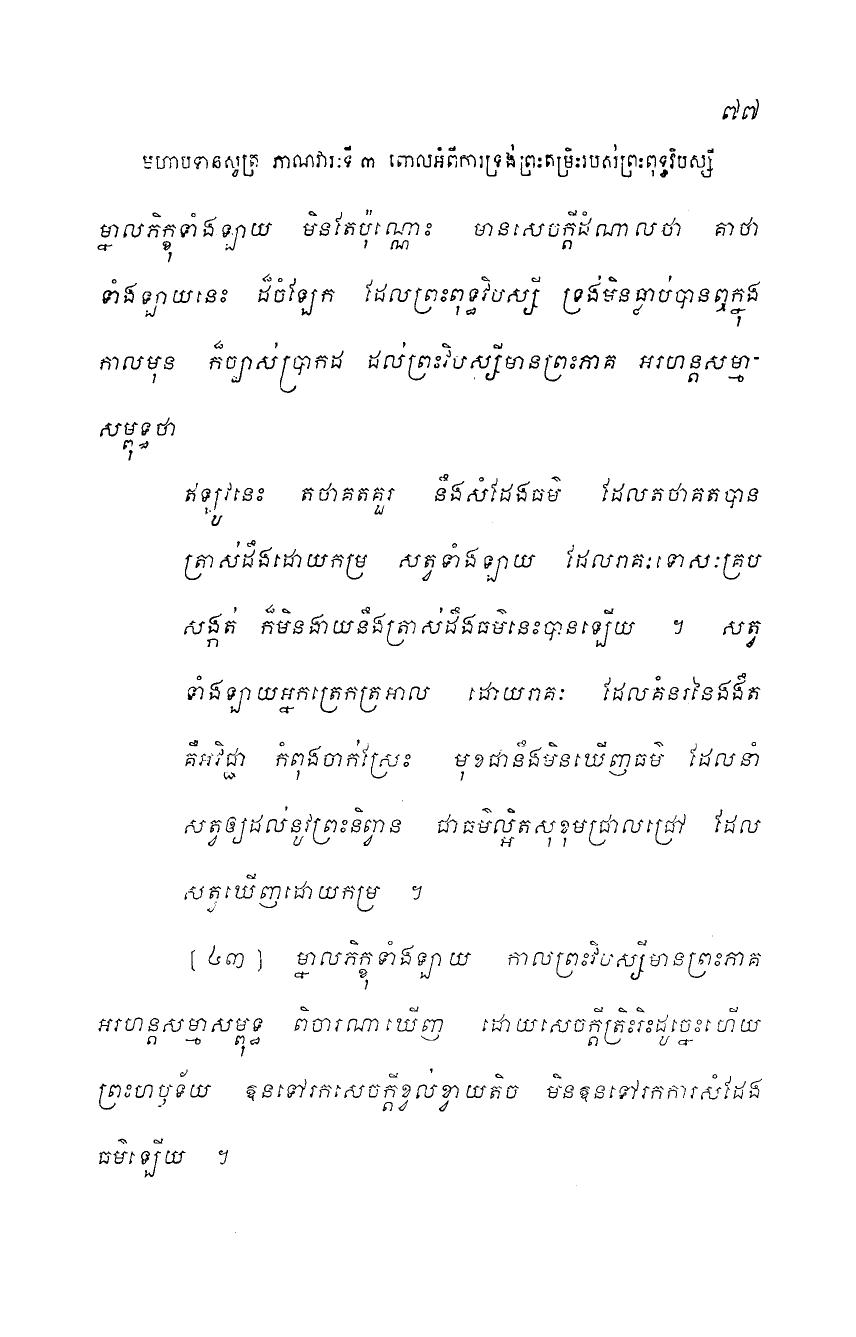 ៧៧
មហាបទានសូត្រ ភាណវារៈទី ៣ ពោលអំពីការទ្រង់ព្រះតម្រិះរបស់ព្រះពុទ្ធវិបស្សី
ម្នាលភិក្ខុទាំងឡាយ មិនតែប៉ុណ្ណោះ មានសេចក្តីដំណាលថា គាថា
ទាំងឡាយនេះ ដ៏ចំឡែក ដែលព្រះពុទ្ធវិបស្សី ទ្រង់មិនធ្លាប់បានឮក្នុង
កាលមុន ក៏ច្បាស់ប្រាកដ ដល់ព្រះវិបស្សីមានព្រះភាគ អរហន្តសម្មា-
សម្ពុទ្ធថា
ឥឡូវនេះ តថាគតគួរ នឹងសំដែងធម៌ ដែលតថាគតបាន
ត្រាស់ដឹងដោយកម្រ សត្វទាំងឡាយ ដែលរាគៈទោសៈគ្រប
សង្កត់ ក៏មិនងាយនឹងត្រាស់ដឹងធម៌នេះបានឡើយ ។ សត្វ
ទាំងឡាយអ្នកត្រេកត្រអាល ដោយរាគៈ ដែលគំនរនៃងងឹត
គឺអវិជ្ជា កំពុងចាក់ស្រែះ មុខជានឹងមិនឃើញធម៌ ដែលនាំ
សត្វឲ្យដល់នូវព្រះនិព្វាន ជាធម៌ល្អិតសុខុមជ្រាលជ្រៅ ដែល
សត្វឃើញដោយកម្រ ។
[ ៤៣ ] ម្នាលភិក្ខុទាំងឡាយ កាលព្រះវិបស្សីមានព្រះភាគ
អរហន្តសម្មាសម្ពុទ្ធ ពិចារណាឃើញ ដោយសេចក្តីត្រិះរិះដូច្នេះហើយ
ព្រះហឫទ័យ ឱនទៅរកសេចក្តីខ្វល់ខ្វាយតិច មិនឱនទៅរកការសំដែង
ធម៌ឡើយ ។